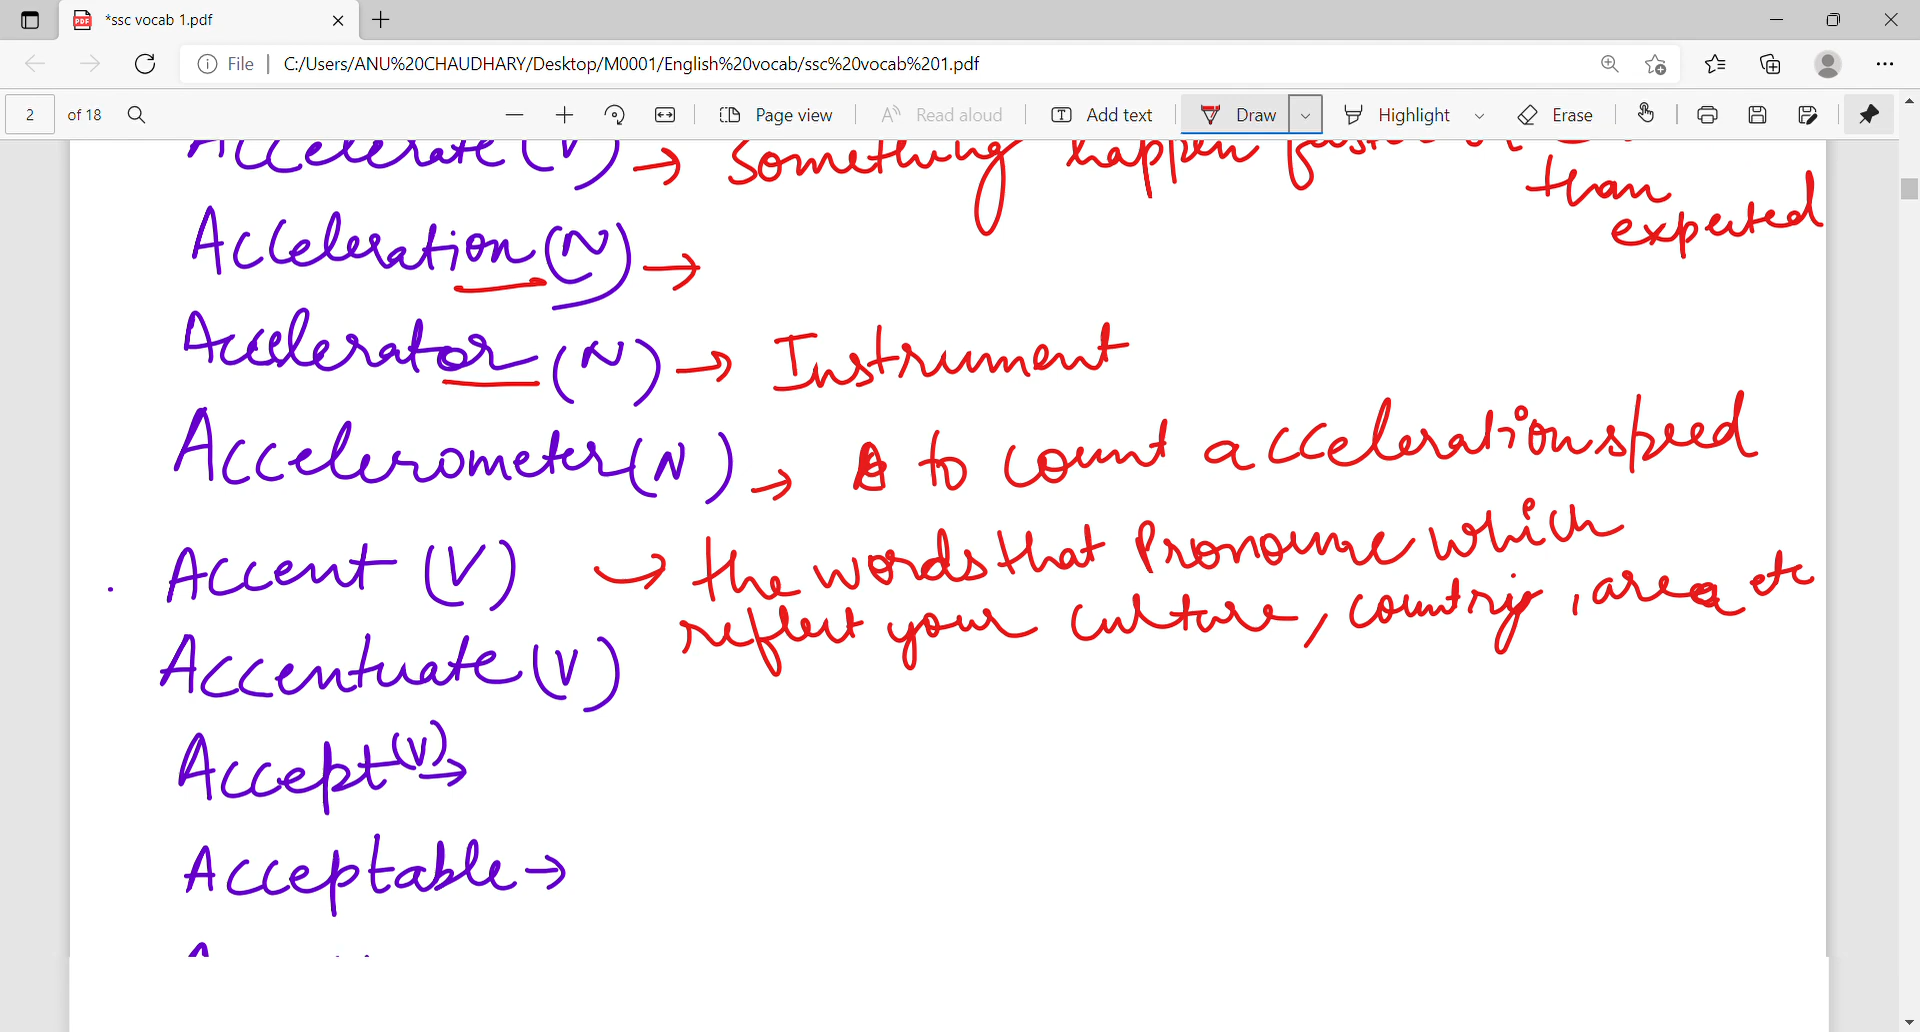 *ssc vocab 1.pdf
File | C:/Users/ANU%20CHAUDHARY/Desktop/M0001/English%20vocab/ssc%20vocab%201.pdf
2 of 18 Page view Read aloud Add text Draw Highlight Erase
Accelerate (V) → Something happen
than
expected
Acceleration (N) →
Accelerator (N) → Instrument
Accelerometer (N) → to count acceleration speed
Accent (V) → the words that Pronounce which
reflect your culture, country, area etc
Accentuate (V)
Accept (V) →
Acceptable →